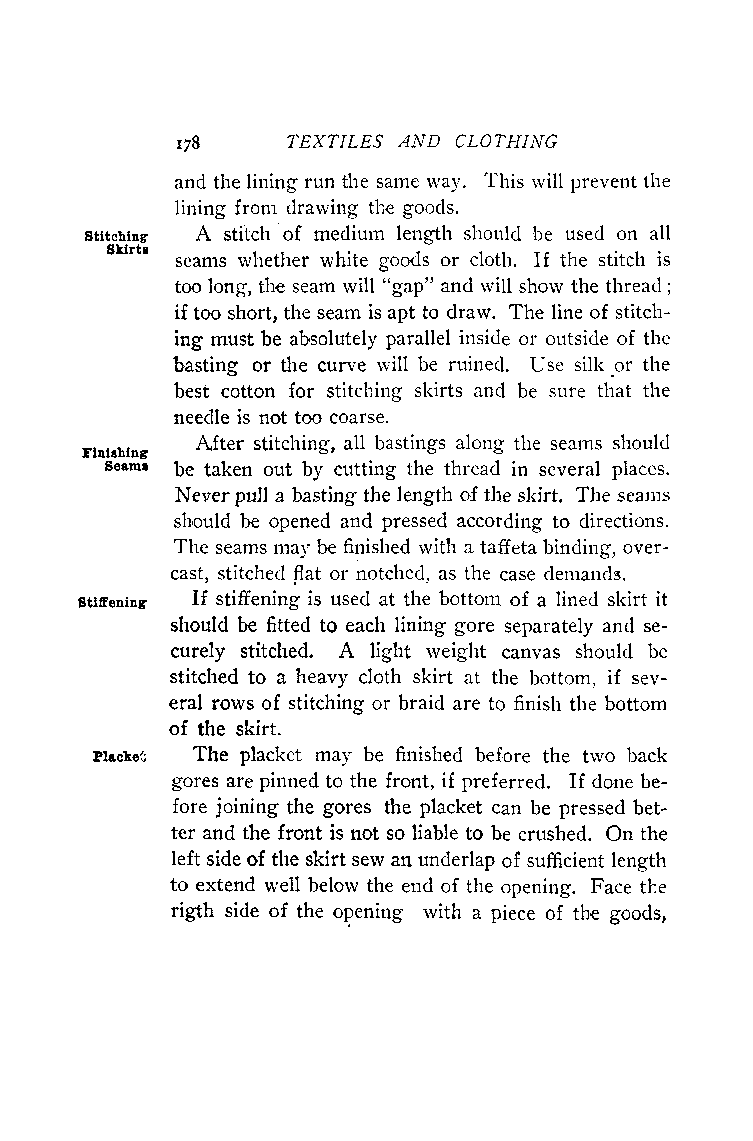 178 TEXTILES AND CLOTHING
and the lining run the same way. This will prevent the
lining from drawing the goods.
Stitching
Skirts
A stitch of medium length should be used on all
seams whether white goods or cloth. If the stitch is
too long, the seam will "gap" and will show the thread;
if too short, the seam is apt to draw. The line of stitch-
ing must be absolutely parallel inside or outside of the
basting or the curve will be ruined. Use silk or the
best cotton for stitching skirts and be sure that the
needle is not too coarse.
Finishing
Seams
After stitching, all bastings along the seams should
be taken out by cutting the thread in several places.
Never pull a basting the length of the skirt. The seams
should be opened and pressed according to directions.
The seams may be finished with a taffeta binding, over-
cast, stitched flat or notched, as the case demands.
Stiffening
If stiffening is used at the bottom of a lined skirt it
should be fitted to each lining gore separately and se-
curely stitched. A light weight canvas should be
stitched to a heavy cloth skirt at the bottom, if sev-
eral rows of stitching or braid are to finish the bottom
of the skirt.
Placket
The placket may be finished before the two back
gores are pinned to the front, if preferred. If done be-
fore joining the gores the placket can be pressed bet-
ter and the front is not so liable to be crushed. On the
left side of the skirt sew an underlap of sufficient length
to extend well below the end of the opening. Face the
rigth side of the opening with a piece of the goods,